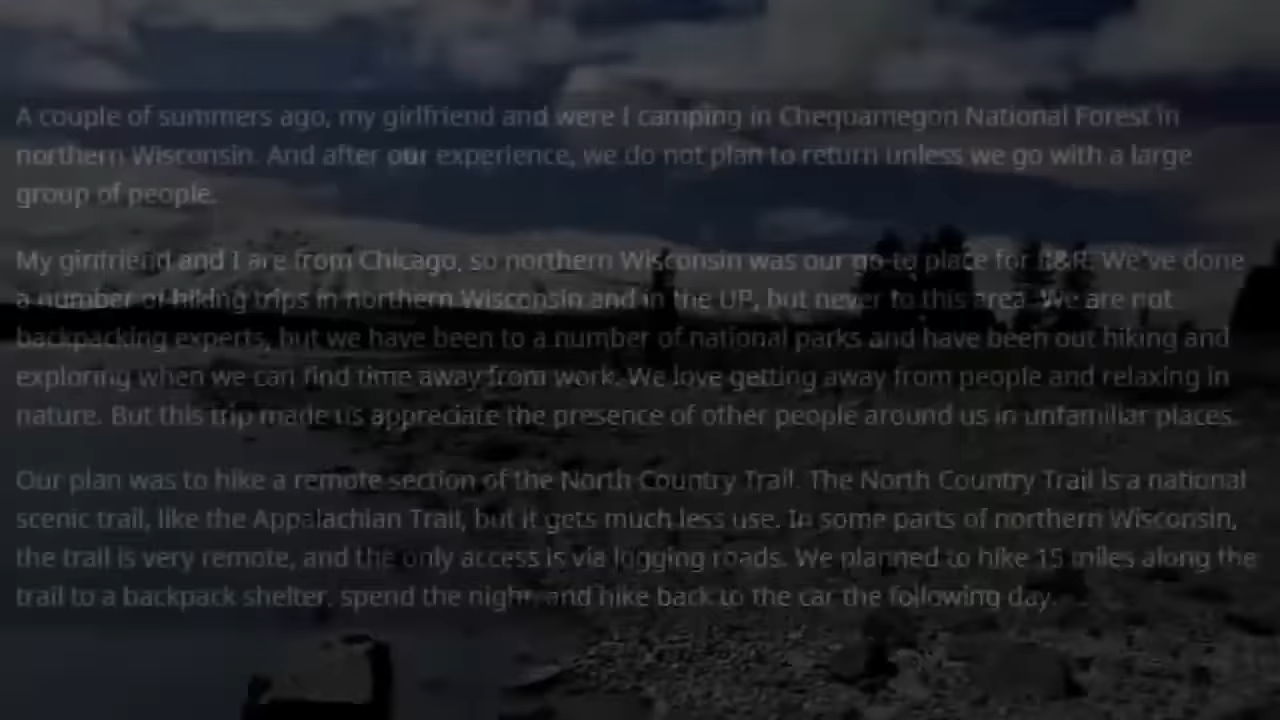 A couple of summers ago, my girlfriend and were I camping in Chequamegon National Forest in
northern Wisconsin. And after our experience, we do not plan to return unless we go with a large
group of people.
My girlfriend and I are from Chicago, so northern Wisconsin was our go-to place for R&R. We've done
a number of hiking trips in northern Wisconsin and in the UP, but never to this area. We are not
backpacking experts, but we have been to a number of national parks and have been out hiking and
exploring when we can find time away from work. We love getting away from people and relaxing in
nature. But this trip made us appreciate the presence of other people around us in unfamiliar places.
Our plan was to hike a remote section of the North Country Trail. The North Country Trail is a national
scenic trail, like the Appalachian Trail, but it gets much less use. In some parts of northern Wisconsin,
the trail is very remote, and the only access is via logging roads. We planned to hike 15 miles along the
trail to a backpack shelter, spend the night, and hike back to the car the following day.